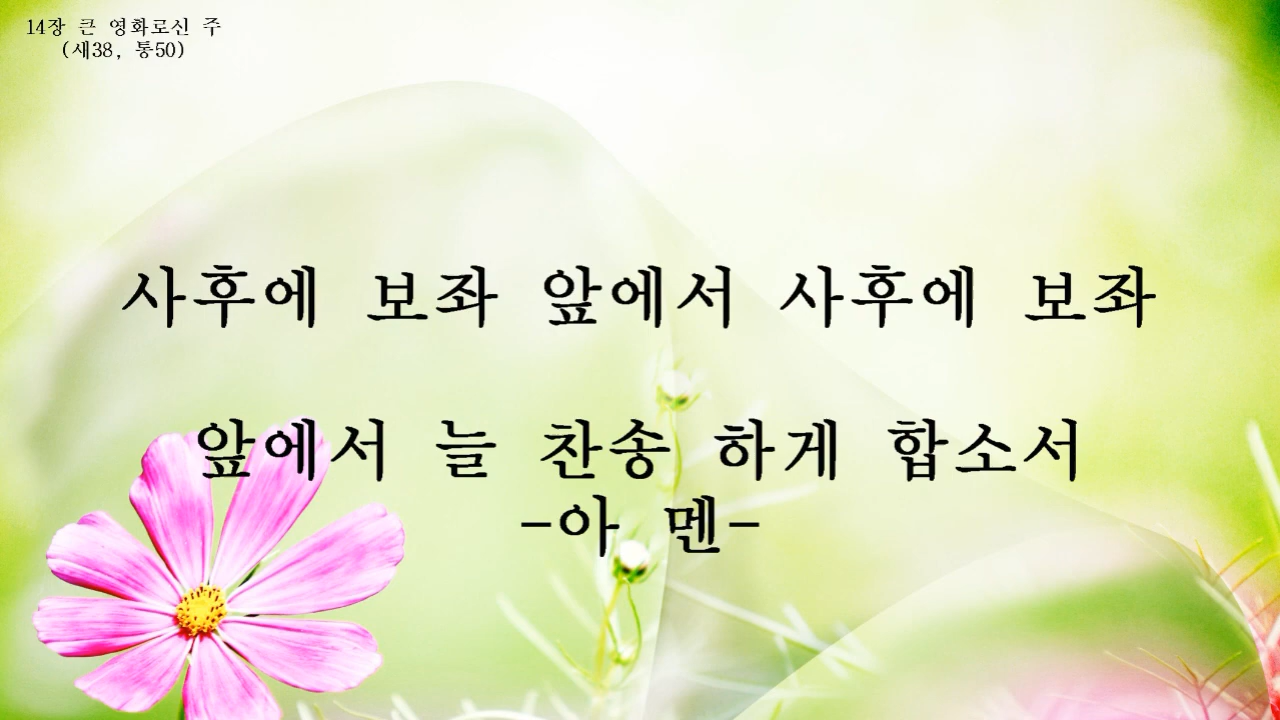 14장 큰 영화로신 주
(새38, 통50)
사후에 보좌 앞에서 사후에 보좌
앞에서 늘 찬송 하게 합소서
-아 멘-